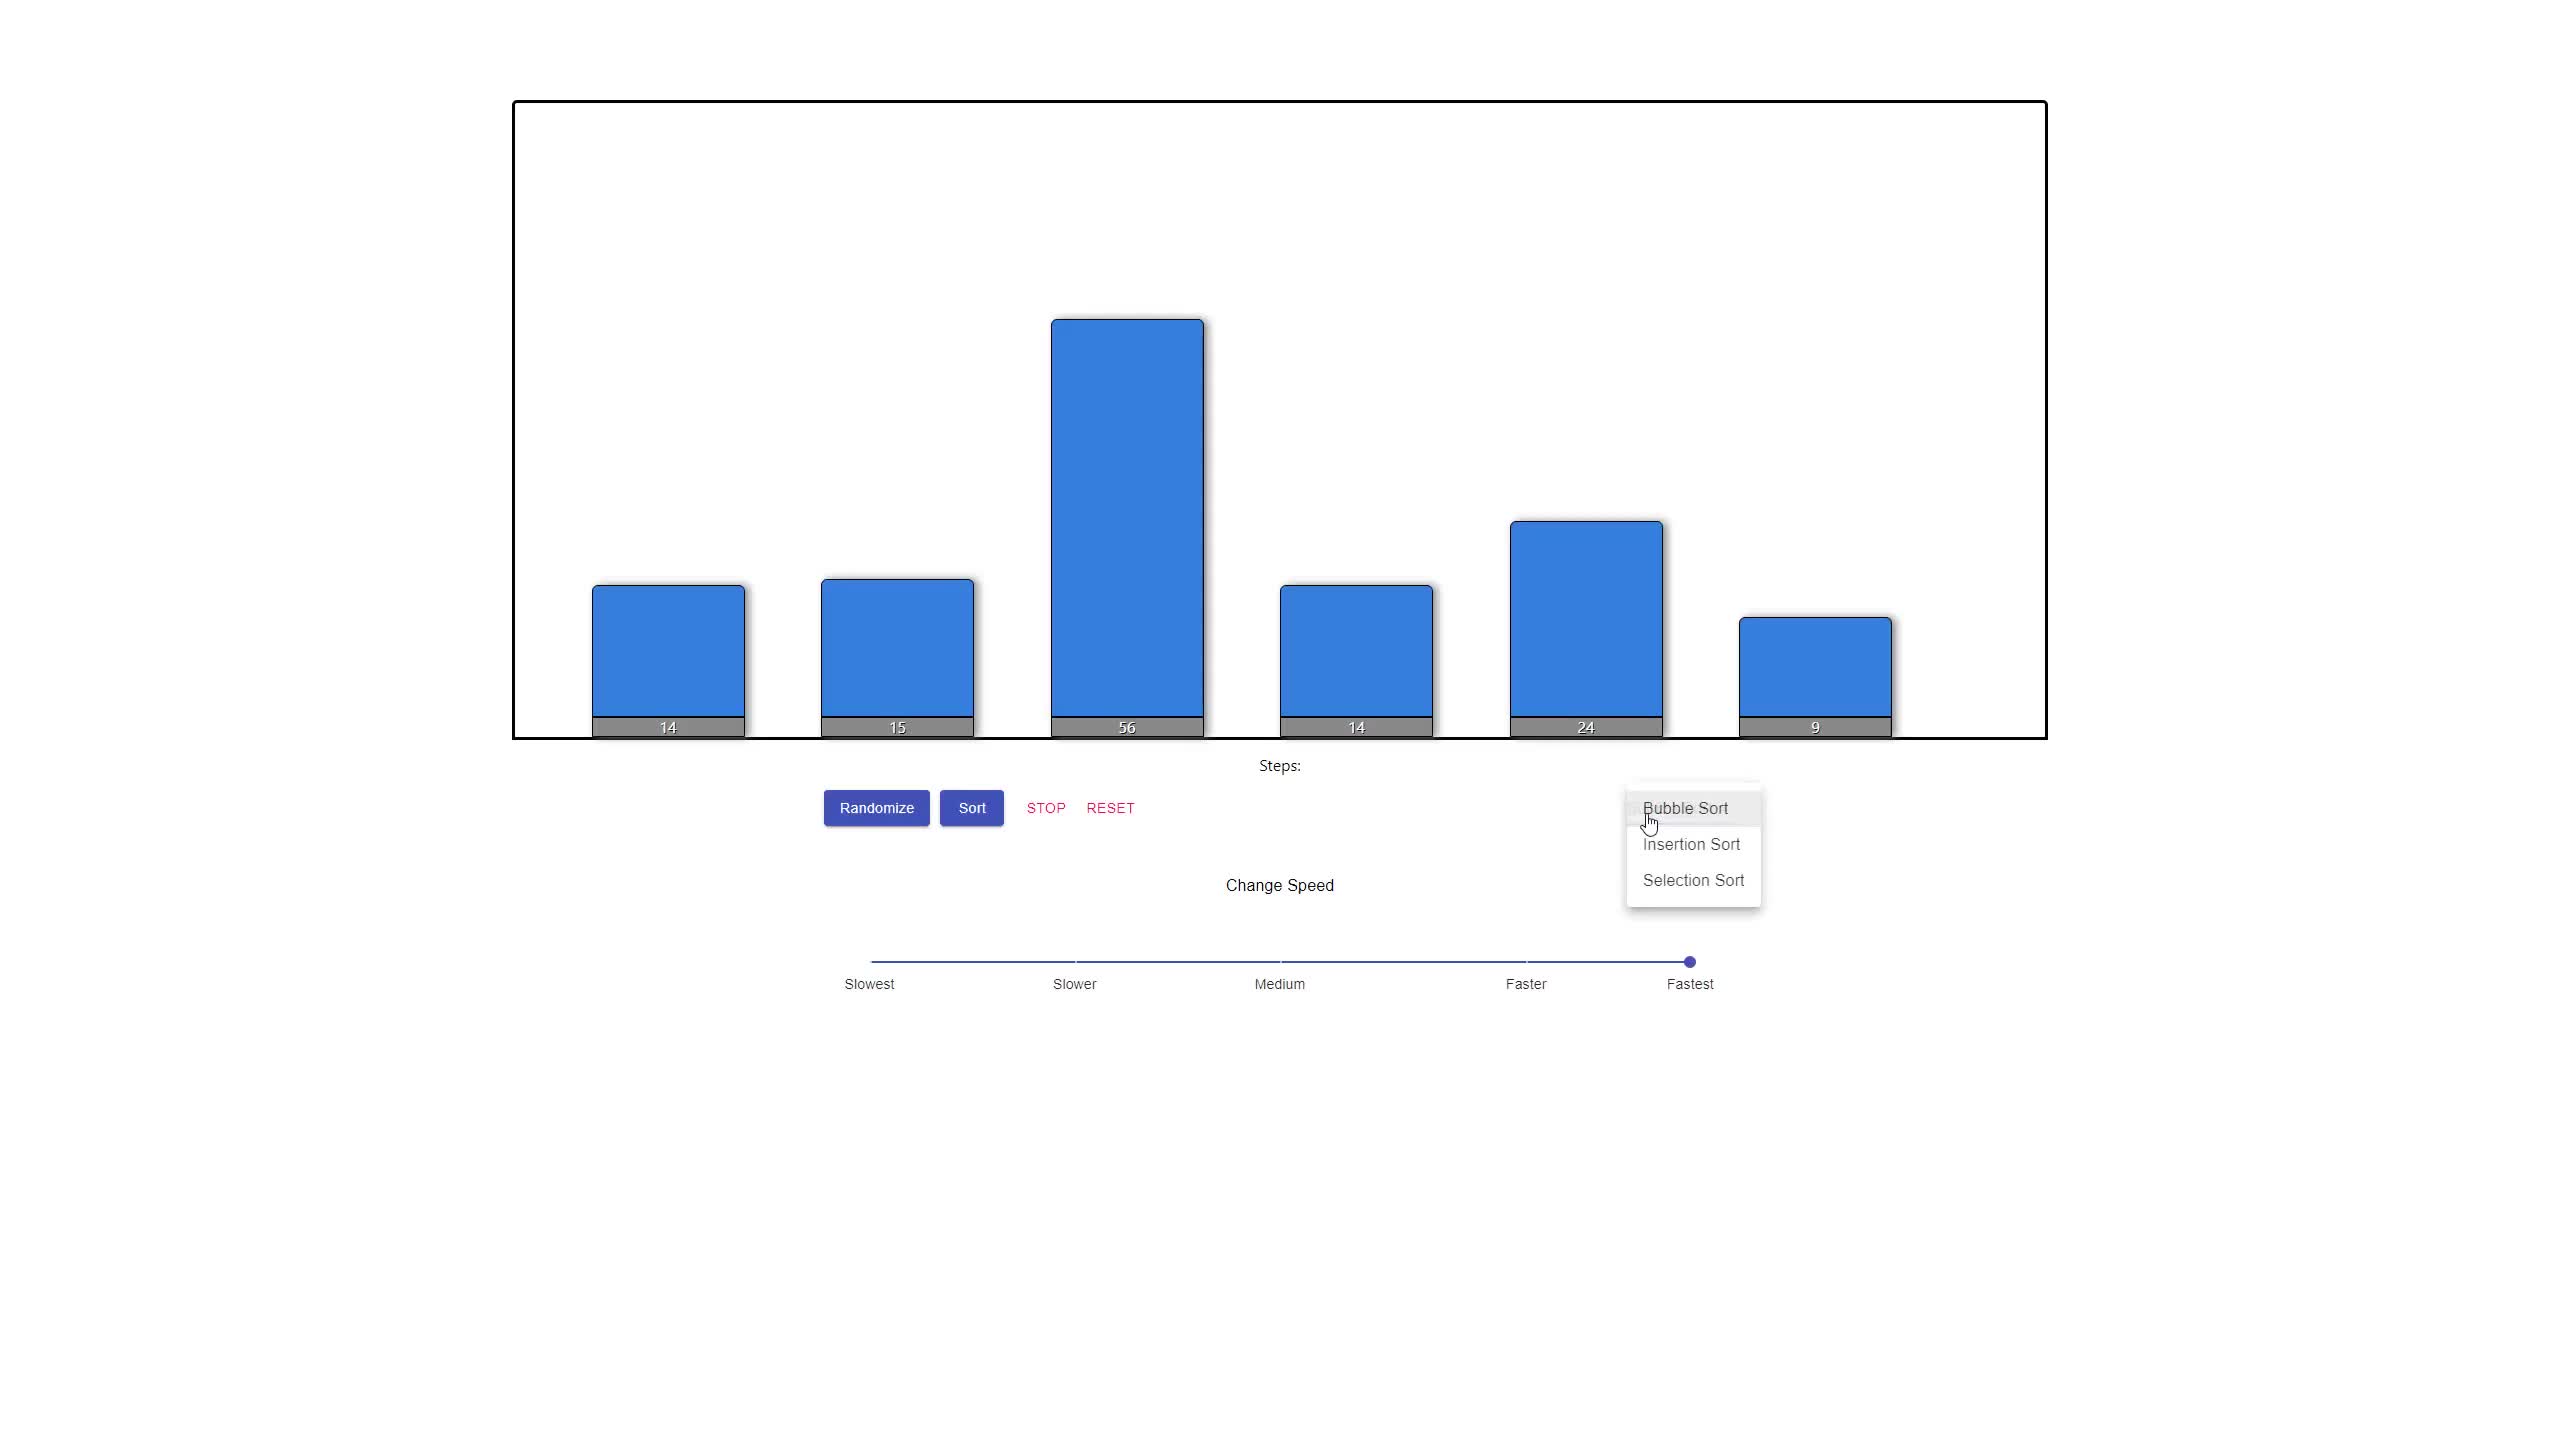 14 15 56 14 24 9
Steps:
Randomize Sort STOP RESET Bubble Sort
Insertion Sort
Selection Sort
Change Speed
Slowest Slower Medium Faster Fastest